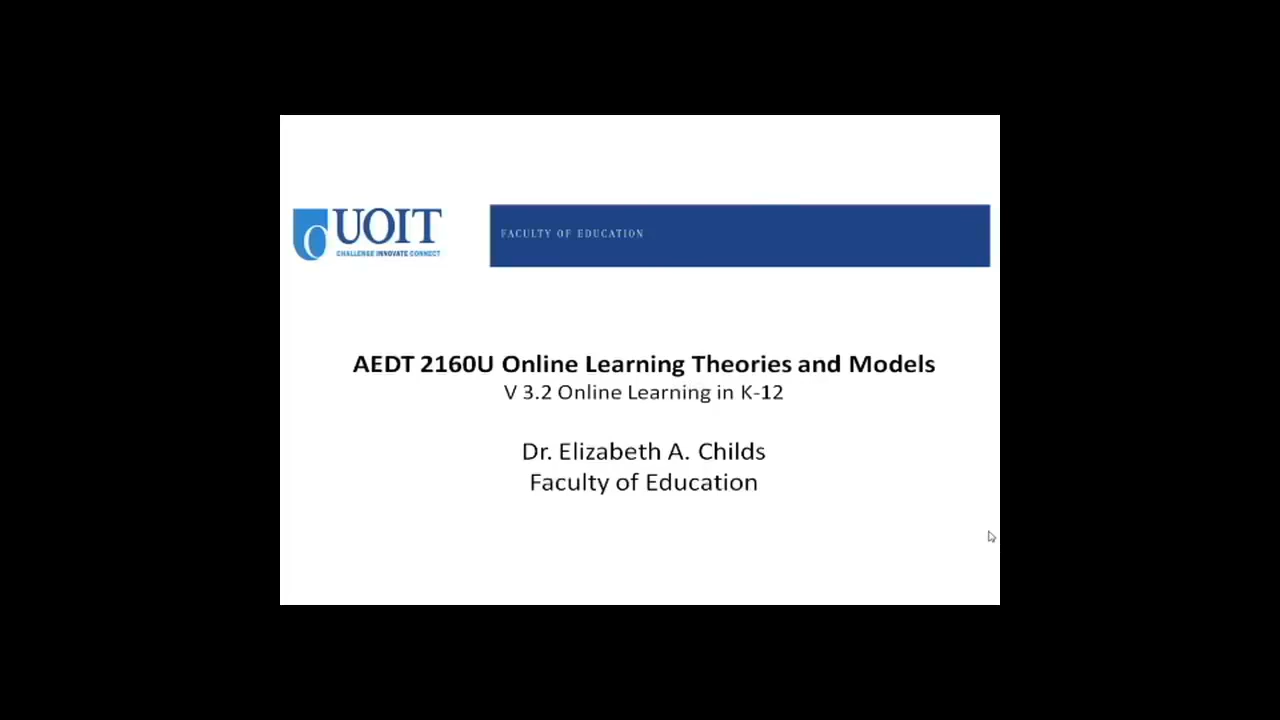 UOIT
CHALLENGE INNOVATE CONNECT
FACULTY OF EDUCATION
AEDT 2160U Online Learning Theories and Models
V 3.2 Online Learning in K-12
Dr. Elizabeth A. Childs
Faculty of Education